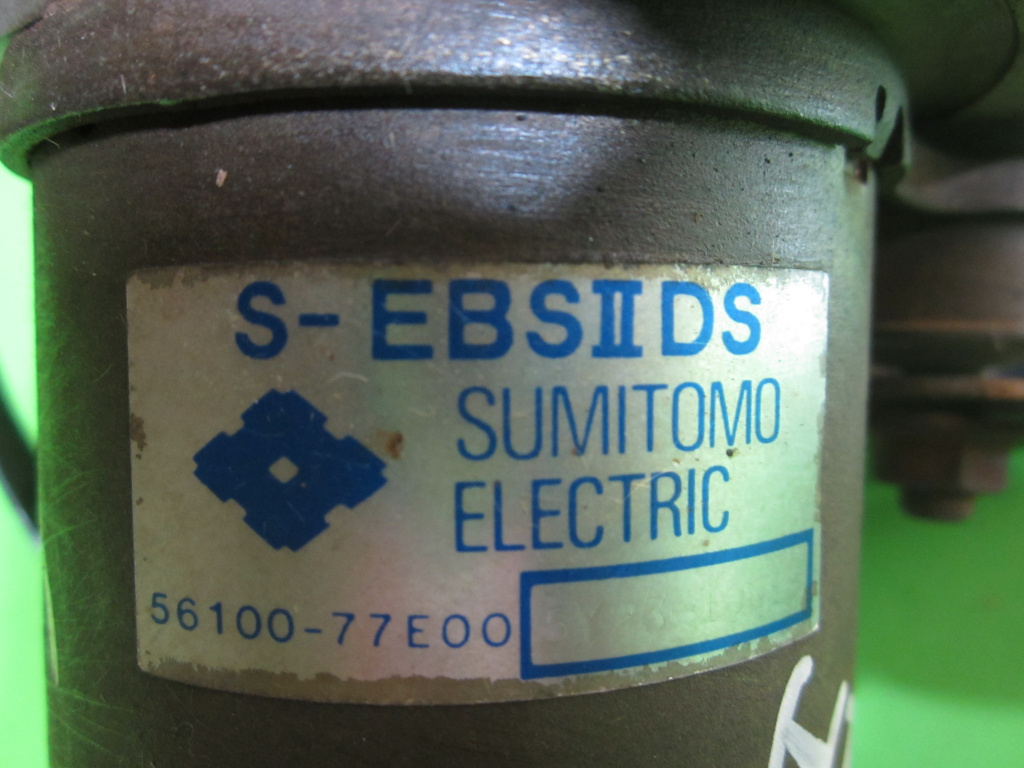 S-EBSⅡDS
SUMITOMO
ELECTRIC
56100-77E00